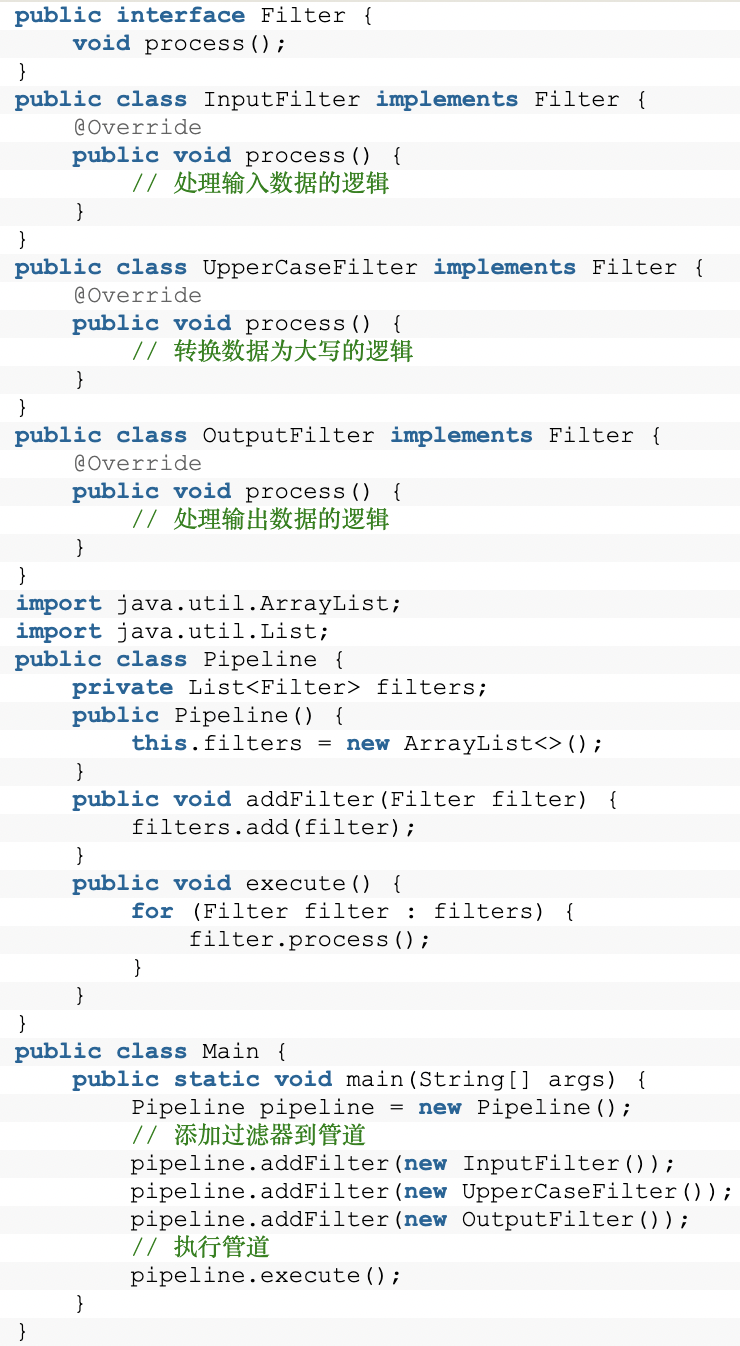 public interface Filter {
    void process();
}
public class InputFilter implements Filter {
    @Override
    public void process() {
        // 处理输入数据的逻辑
    }
}
public class UpperCaseFilter implements Filter {
    @Override
    public void process() {
        // 转换数据为大写的逻辑
    }
}
public class OutputFilter implements Filter {
    @Override
    public void process() {
        // 处理输出数据的逻辑
    }
}
import java.util.ArrayList;
import java.util.List;
public class Pipeline {
    private List<Filter> filters;
    public Pipeline() {
        this.filters = new ArrayList<>();
    }
    public void addFilter(Filter filter) {
        filters.add(filter);
    }
    public void execute() {
        for (Filter filter : filters) {
            filter.process();
        }
    }
}
public class Main {
    public static void main(String[] args) {
        Pipeline pipeline = new Pipeline();
        // 添加过滤器到管道
        pipeline.addFilter(new InputFilter());
        pipeline.addFilter(new UpperCaseFilter());
        pipeline.addFilter(new OutputFilter());
        // 执行管道
        pipeline.execute();
    }
}